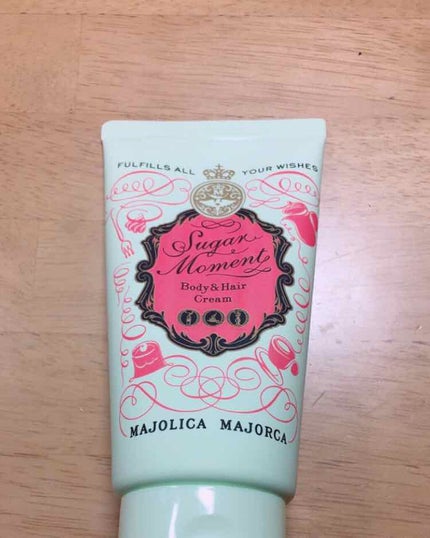 FULFILLS ALL YOUR WISHES
Sugar
Moment
Body & Hair
Cream
MAJOLICA MAJORCA